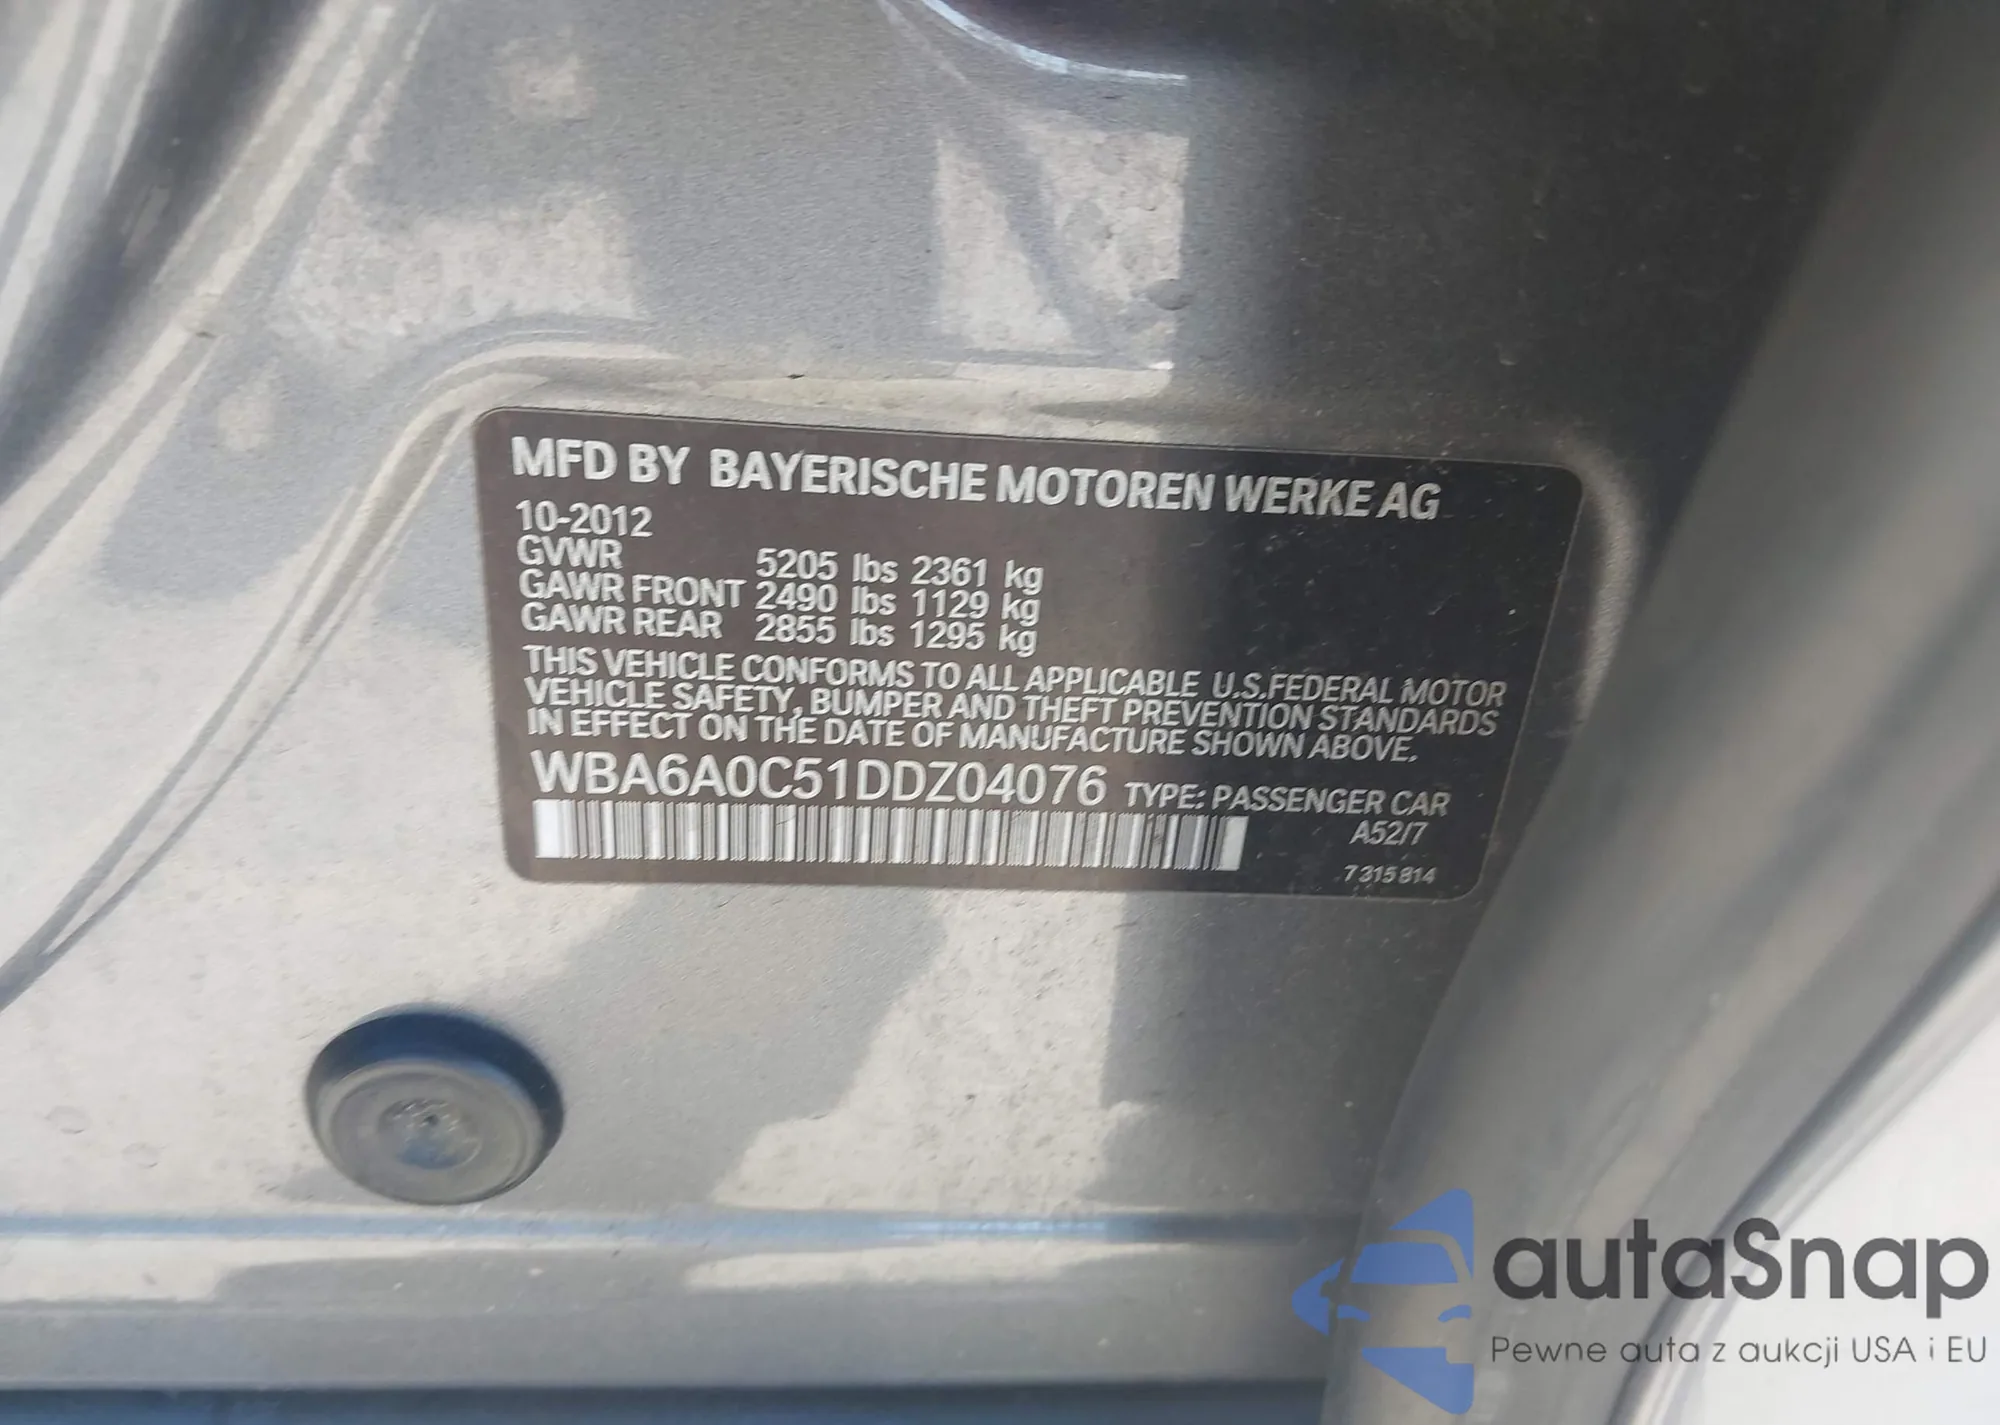 MFD BY BAYERISCHE MOTOREN WERKE AG
10-2012
GVWR 5205 lbs 2361 kg
GAWR FRONT 2490 lbs 1129 kg
GAWR REAR 2855 lbs 1295 kg
THIS VEHICLE CONFORMS TO ALL APPLICABLE U.S.FEDERAL MOTOR
VEHICLE SAFETY, BUMPER AND THEFT PREVENTION STANDARDS
IN EFFECT ON THE DATE OF MANUFACTURE SHOWN ABOVE.
WBA6A0C51DDZ04076 TYPE: PASSENGER CAR
A52/7
7 315 814
autaSnap
Pewne auta z aukcji USA i EU